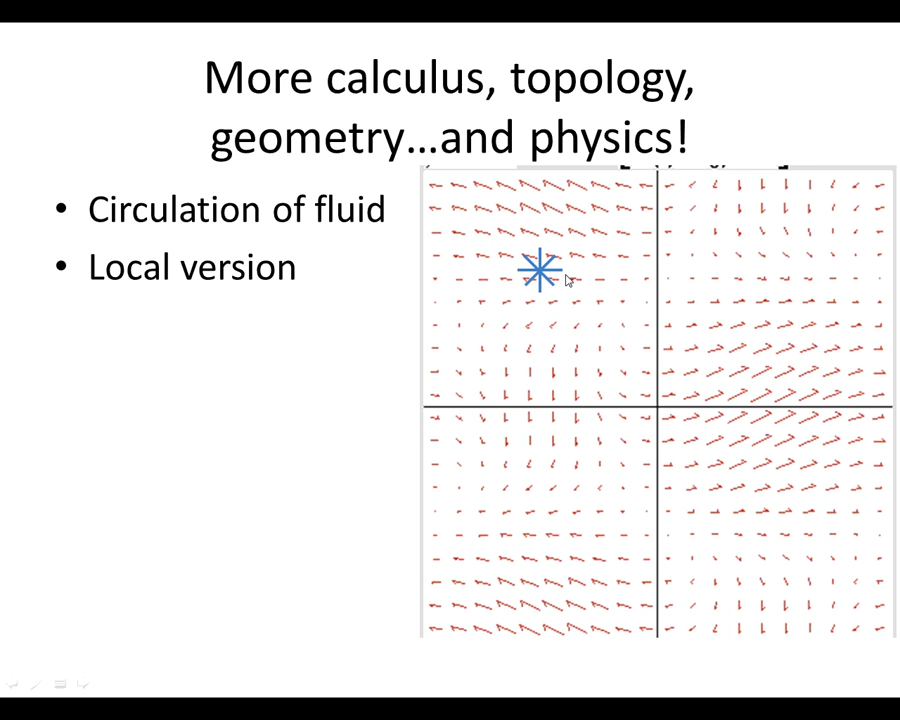 More calculus, topology,
geometry…and physics!
• Circulation of fluid
• Local version